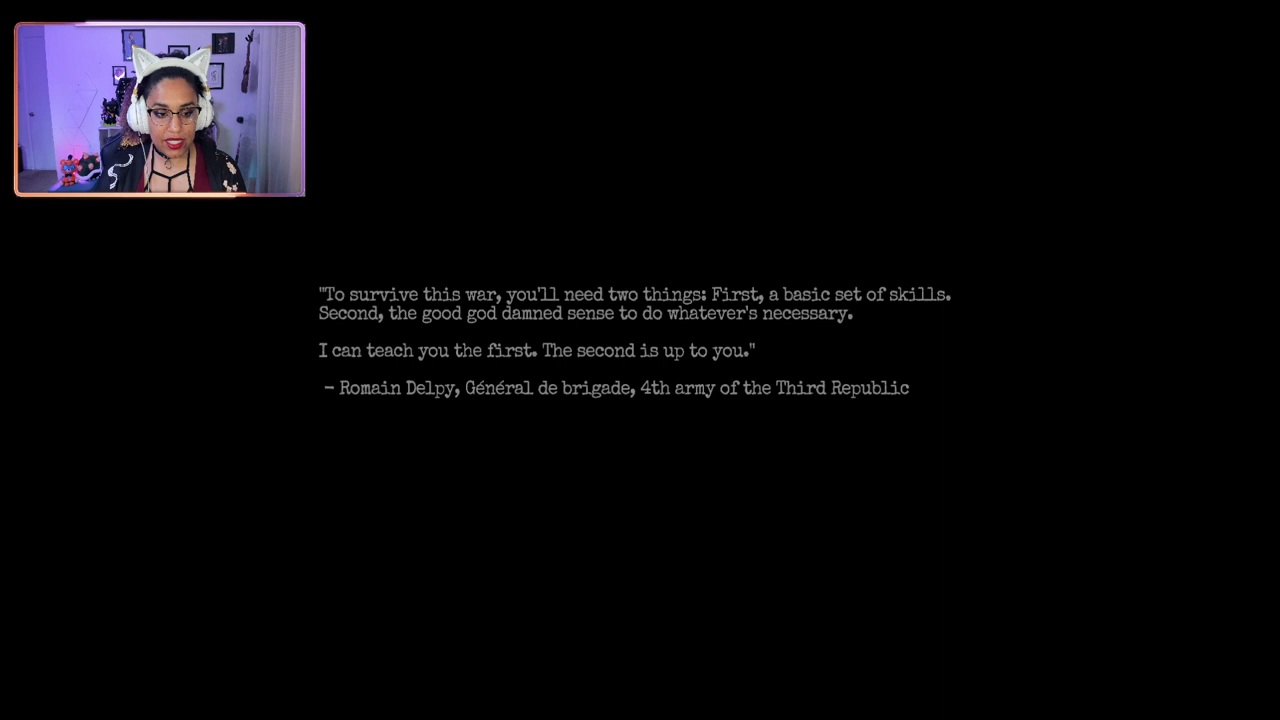 "To survive this war, you'll need two things: First, a basic set of skills.
Second, the good god damned sense to do whatever's necessary.
I can teach you the first. The second is up to you."
- Romain Delpy, Général de brigade, 4th army of the Third Republic